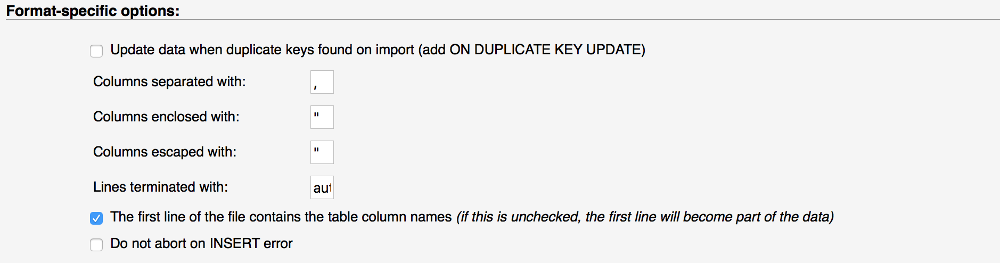 Format-specific options:
Update data when duplicate keys found on import (add ON DUPLICATE KEY UPDATE)
Columns separated with: ,
Columns enclosed with: "
Columns escaped with: "
Lines terminated with: aut
The first line of the file contains the table column names (if this is unchecked, the first line will become part of the data)
Do not abort on INSERT error